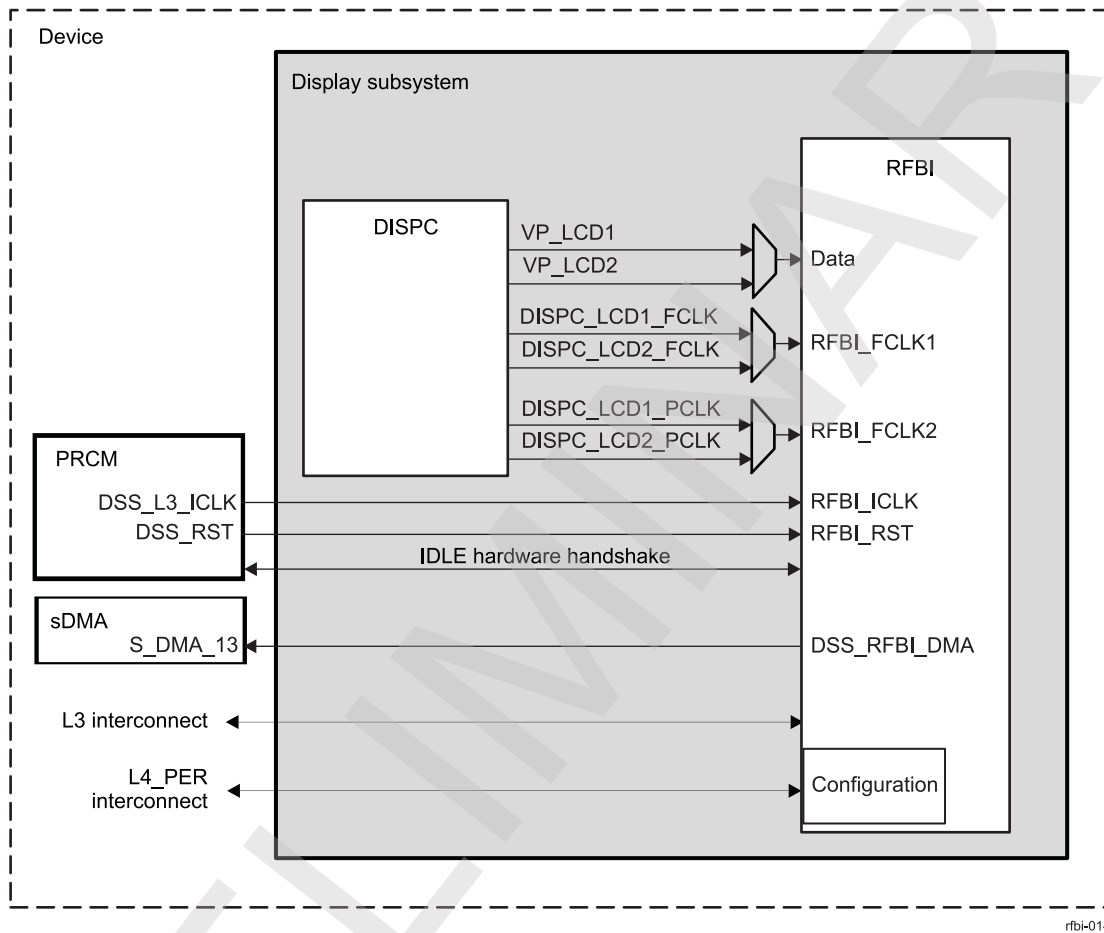 Device
Display subsystem
RFBI
DISPC
VP_LCD1
VP_LCD2
Data
DISPC_LCD1_FCLK
DISPC_LCD2_FCLK
RFBI_FCLK1
DISPC_LCD1_PCLK
DISPC_LCD2_PCLK
RFBI_FCLK2
PRCM
DSS_L3_ICLK
RFBI_ICLK
DSS_RST
RFBI_RST
IDLE hardware handshake
sDMA
S_DMA_13
DSS_RFBI_DMA
L3 interconnect
L4_PER
interconnect
Configuration